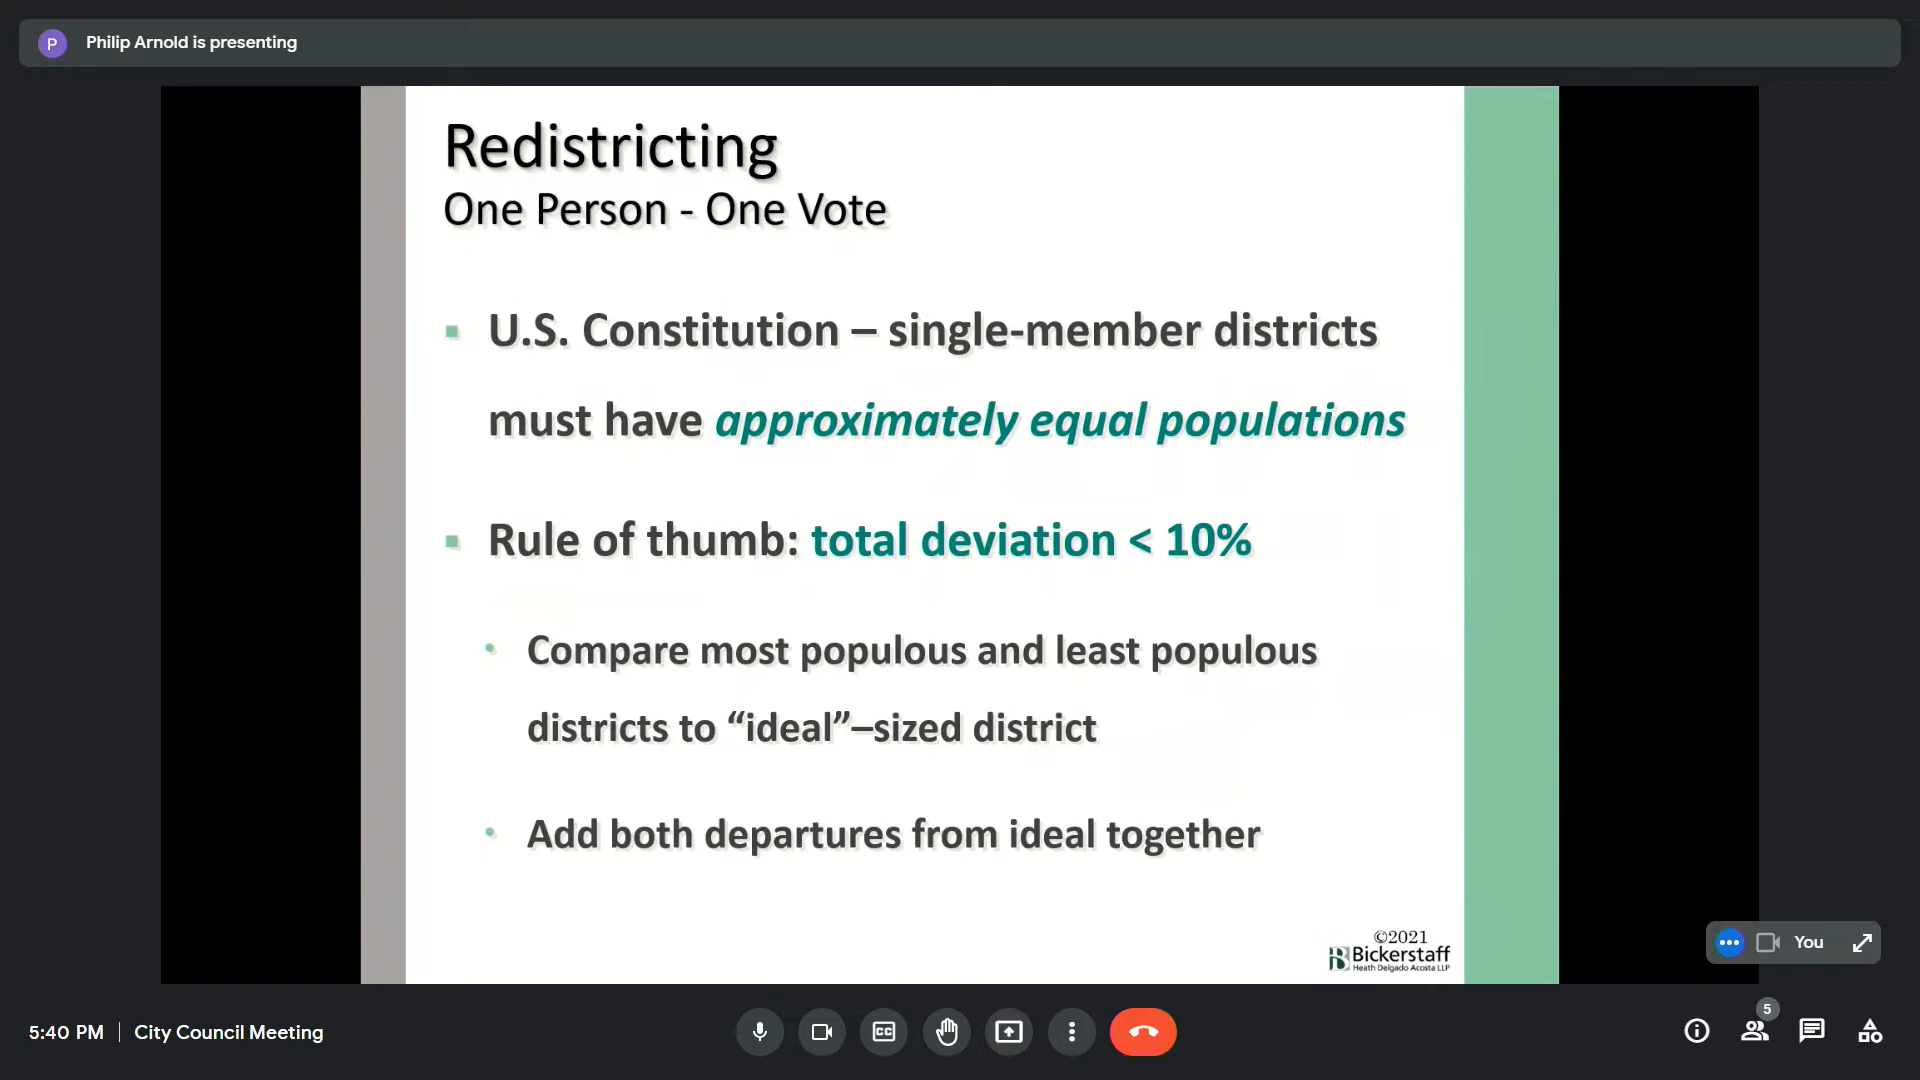 P
Philip Arnold is presenting
Redistricting
One Person - One Vote
U.S. Constitution – single-member districts
must have approximately equal populations
Rule of thumb: total deviation < 10%
Compare most populous and least populous
districts to “ideal”–sized district
Add both departures from ideal together
©2021
Bickerstaff
Heath Delgado Acosta LLP
You
5:40 PM | City Council Meeting
CC
5